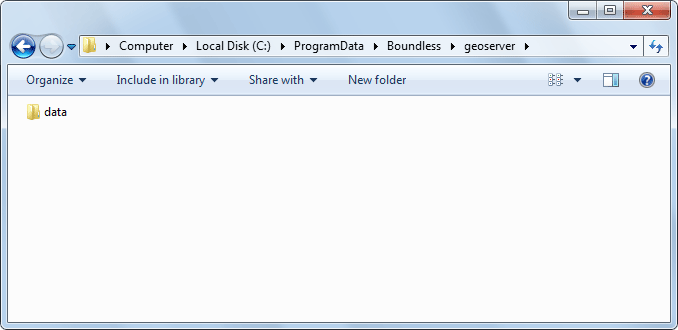 Computer Local Disk (C:) ProgramData Boundless geoserver
Organize Include in library Share with New folder
data